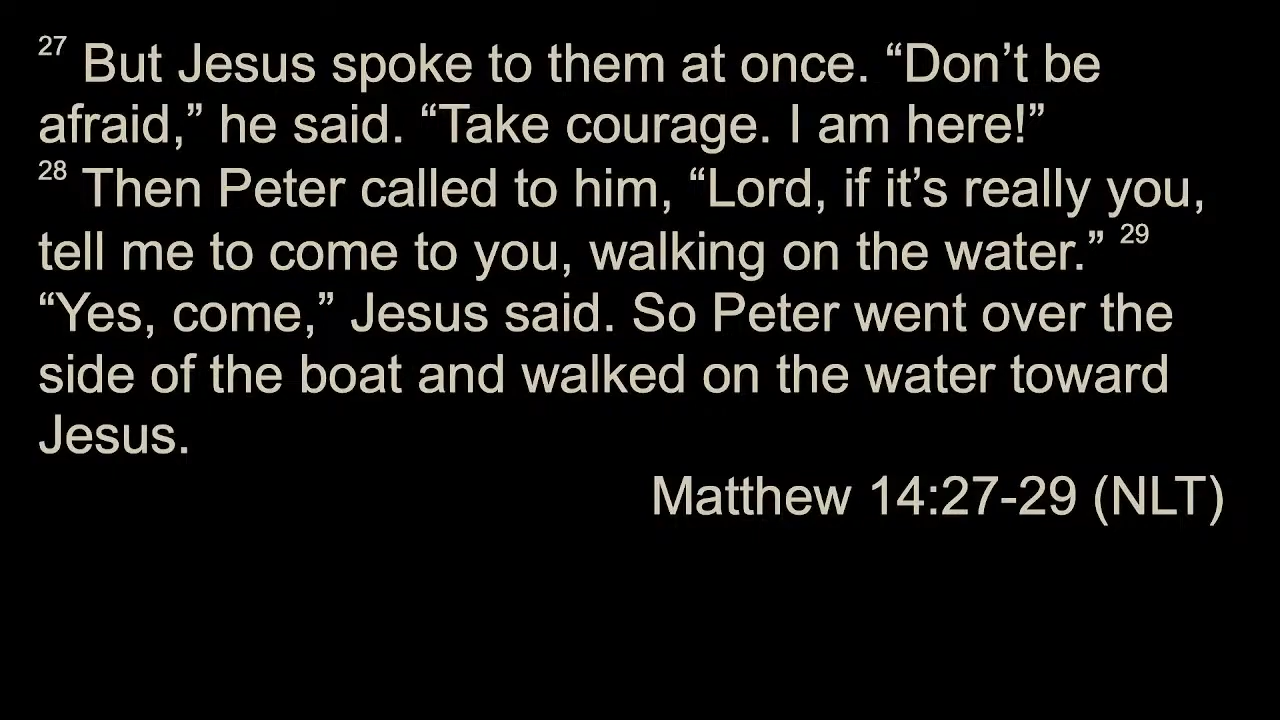 27 But Jesus spoke to them at once. “Don’t be
afraid,” he said. “Take courage. I am here!”
28 Then Peter called to him, “Lord, if it’s really you,
tell me to come to you, walking on the water.” 29
“Yes, come,” Jesus said. So Peter went over the
side of the boat and walked on the water toward
Jesus.
Matthew 14:27-29 (NLT)